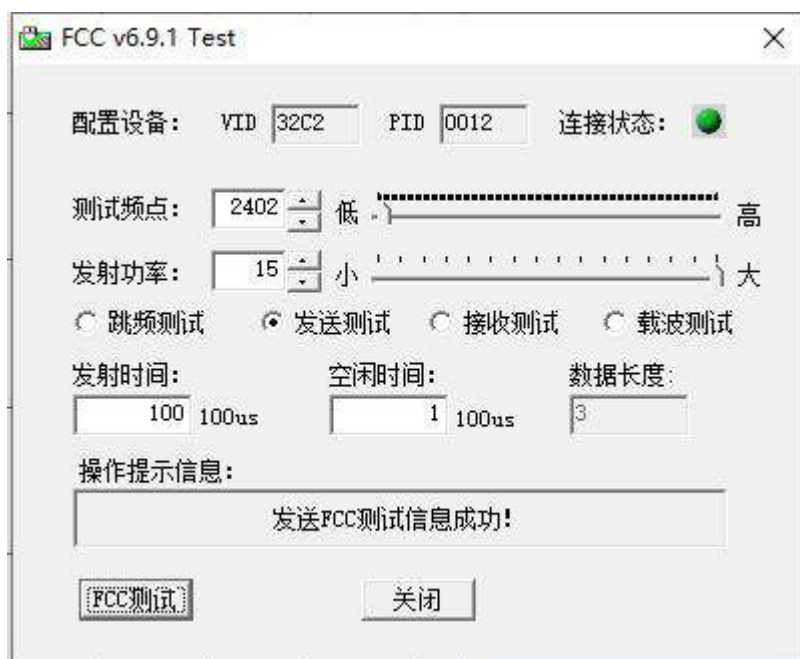 FCC v6.9.1 Test
配置设备: VID 32C2 PID 0012 连接状态:
测试频点: 2402 低 高
发射功率: 15 小 大
跳频测试 发送测试 接收测试 载波测试
发射时间: 空闲时间: 数据长度:
100 100us 1 100us 3
操作提示信息:
发送FCC测试信息成功!
FCC测试 关闭